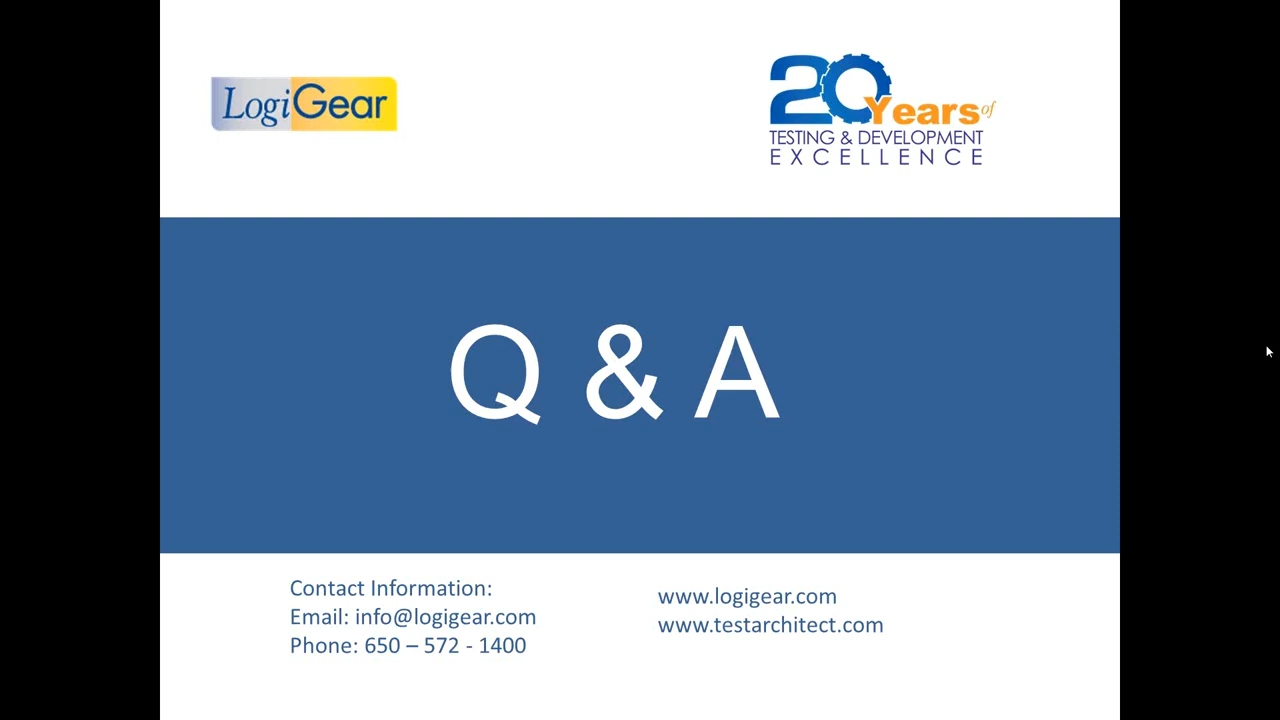 LogiGear
20 Years of
TESTING & DEVELOPMENT
EXCELLENCE
Q & A
Contact Information:
Email: info@logigear.com
Phone: 650 – 572 - 1400
www.logigear.com
www.testarchitect.com